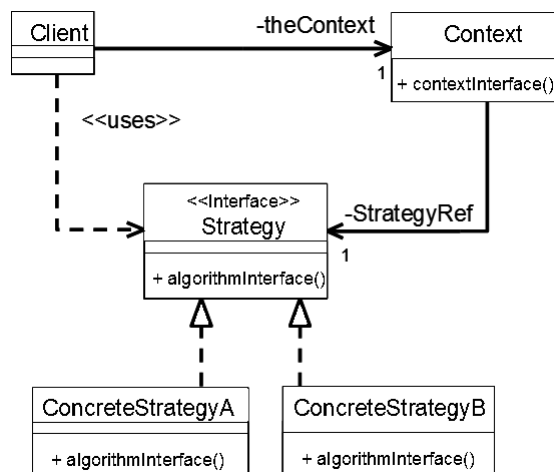 Client
-theContext
1
Context
+ contextInterface()
<<uses>>
<<Interface>>
Strategy
+ algorithmInterface()
-StrategyRef
1
ConcreteStrategyA
+ algorithmInterface()
ConcreteStrategyB
+ algorithmInterface()